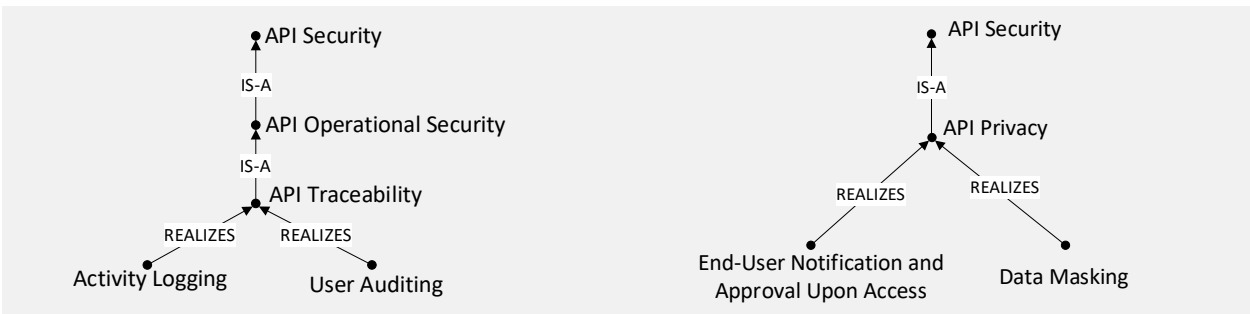 API Security
IS-A
API Operational Security
IS-A
API Traceability
REALIZES
REALIZES
Activity Logging
User Auditing
API Security
IS-A
API Privacy
REALIZES
REALIZES
End-User Notification and
Approval Upon Access
Data Masking